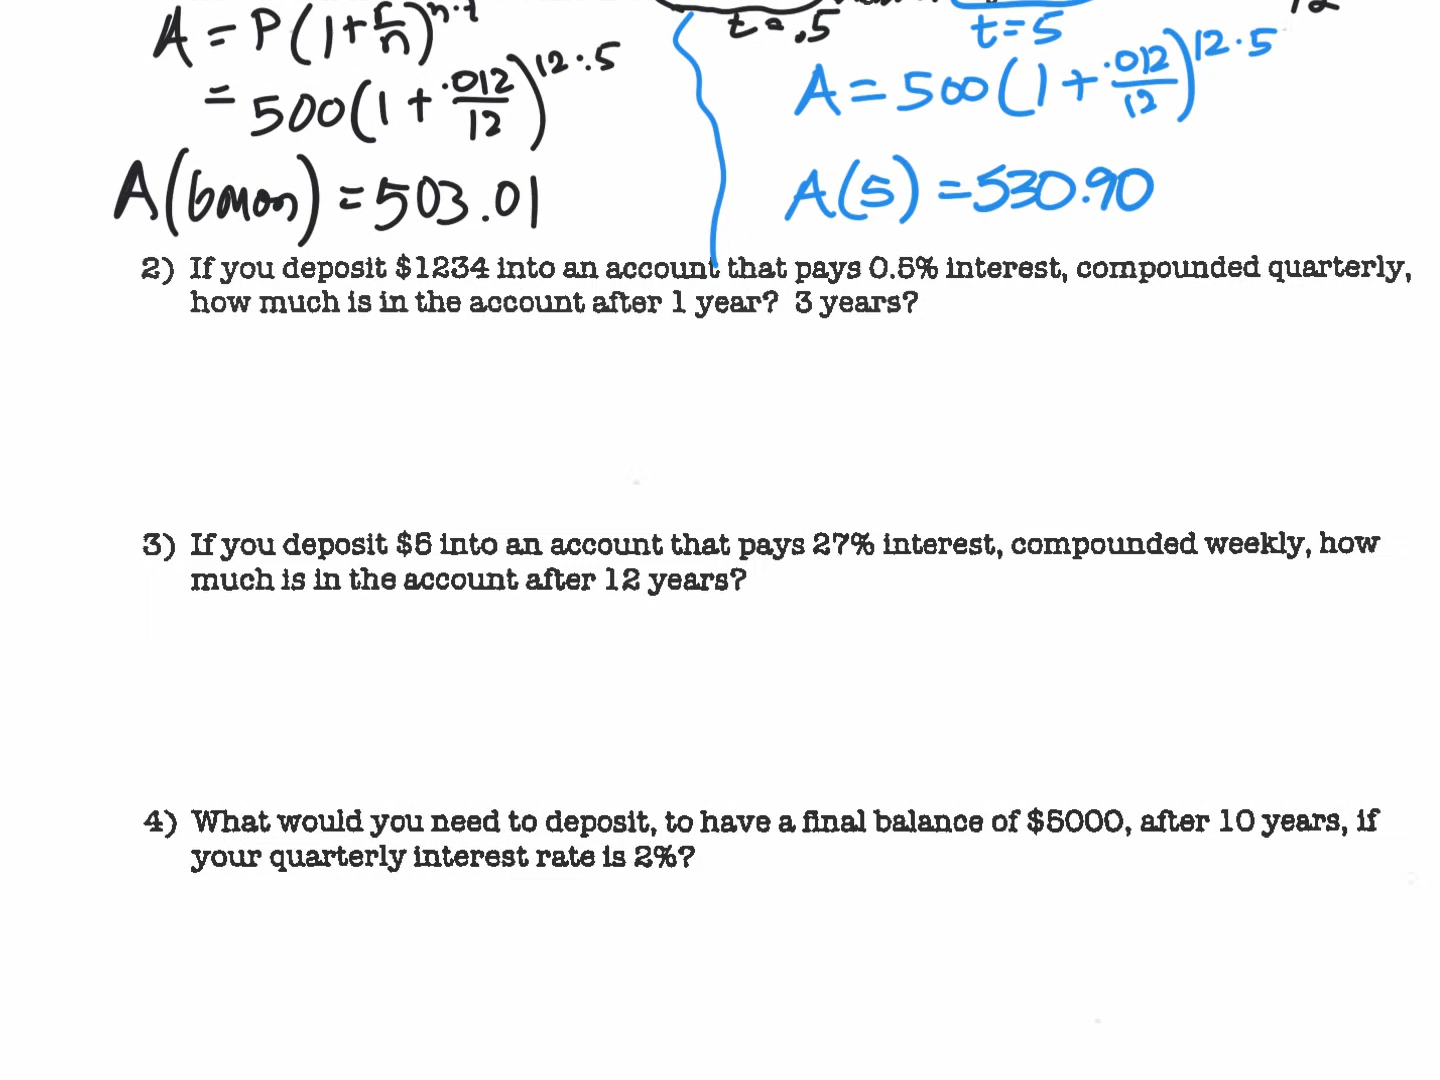 A = P(1+r/n)^n·t
t = .5
t = 5
12
= 500(1 + .012/12)^12·.5
A = 500(1 + .012/12)^12·5
A(6mon) = 503.01
A(5) = 530.90
2) If you deposit $1234 into an account that pays 0.5% interest, compounded quarterly,
how much is in the account after 1 year? 3 years?
3) If you deposit $5 into an account that pays 27% interest, compounded weekly, how
much is in the account after 12 years?
4) What would you need to deposit, to have a final balance of $5000, after 10 years, if
your quarterly interest rate is 2%?